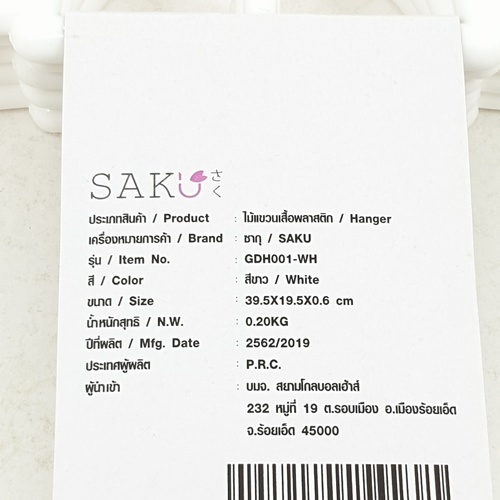 SAKU さく
ประเภทสินค้า / Product : ไม้แขวนเสื้อพลาสติก / Hanger
เครื่องหมายการค้า / Brand : ซากุ / SAKU
รุ่น / Item No. : GDH001-WH
สี / Color : สีขาว / White
ขนาด / Size : 39.5X19.5X0.6 cm
น้ำหนักสุทธิ / N.W. : 0.20KG
ปีที่ผลิต / Mfg. Date : 2562/2019
ประเทศผู้ผลิต : P.R.C.
ผู้นำเข้า : บมจ. สยามโกลบอลเฮ้าส์
232 หมู่ที่ 19 ต.รอบเมือง อ.เมืองร้อยเอ็ด
จ.ร้อยเอ็ด 45000